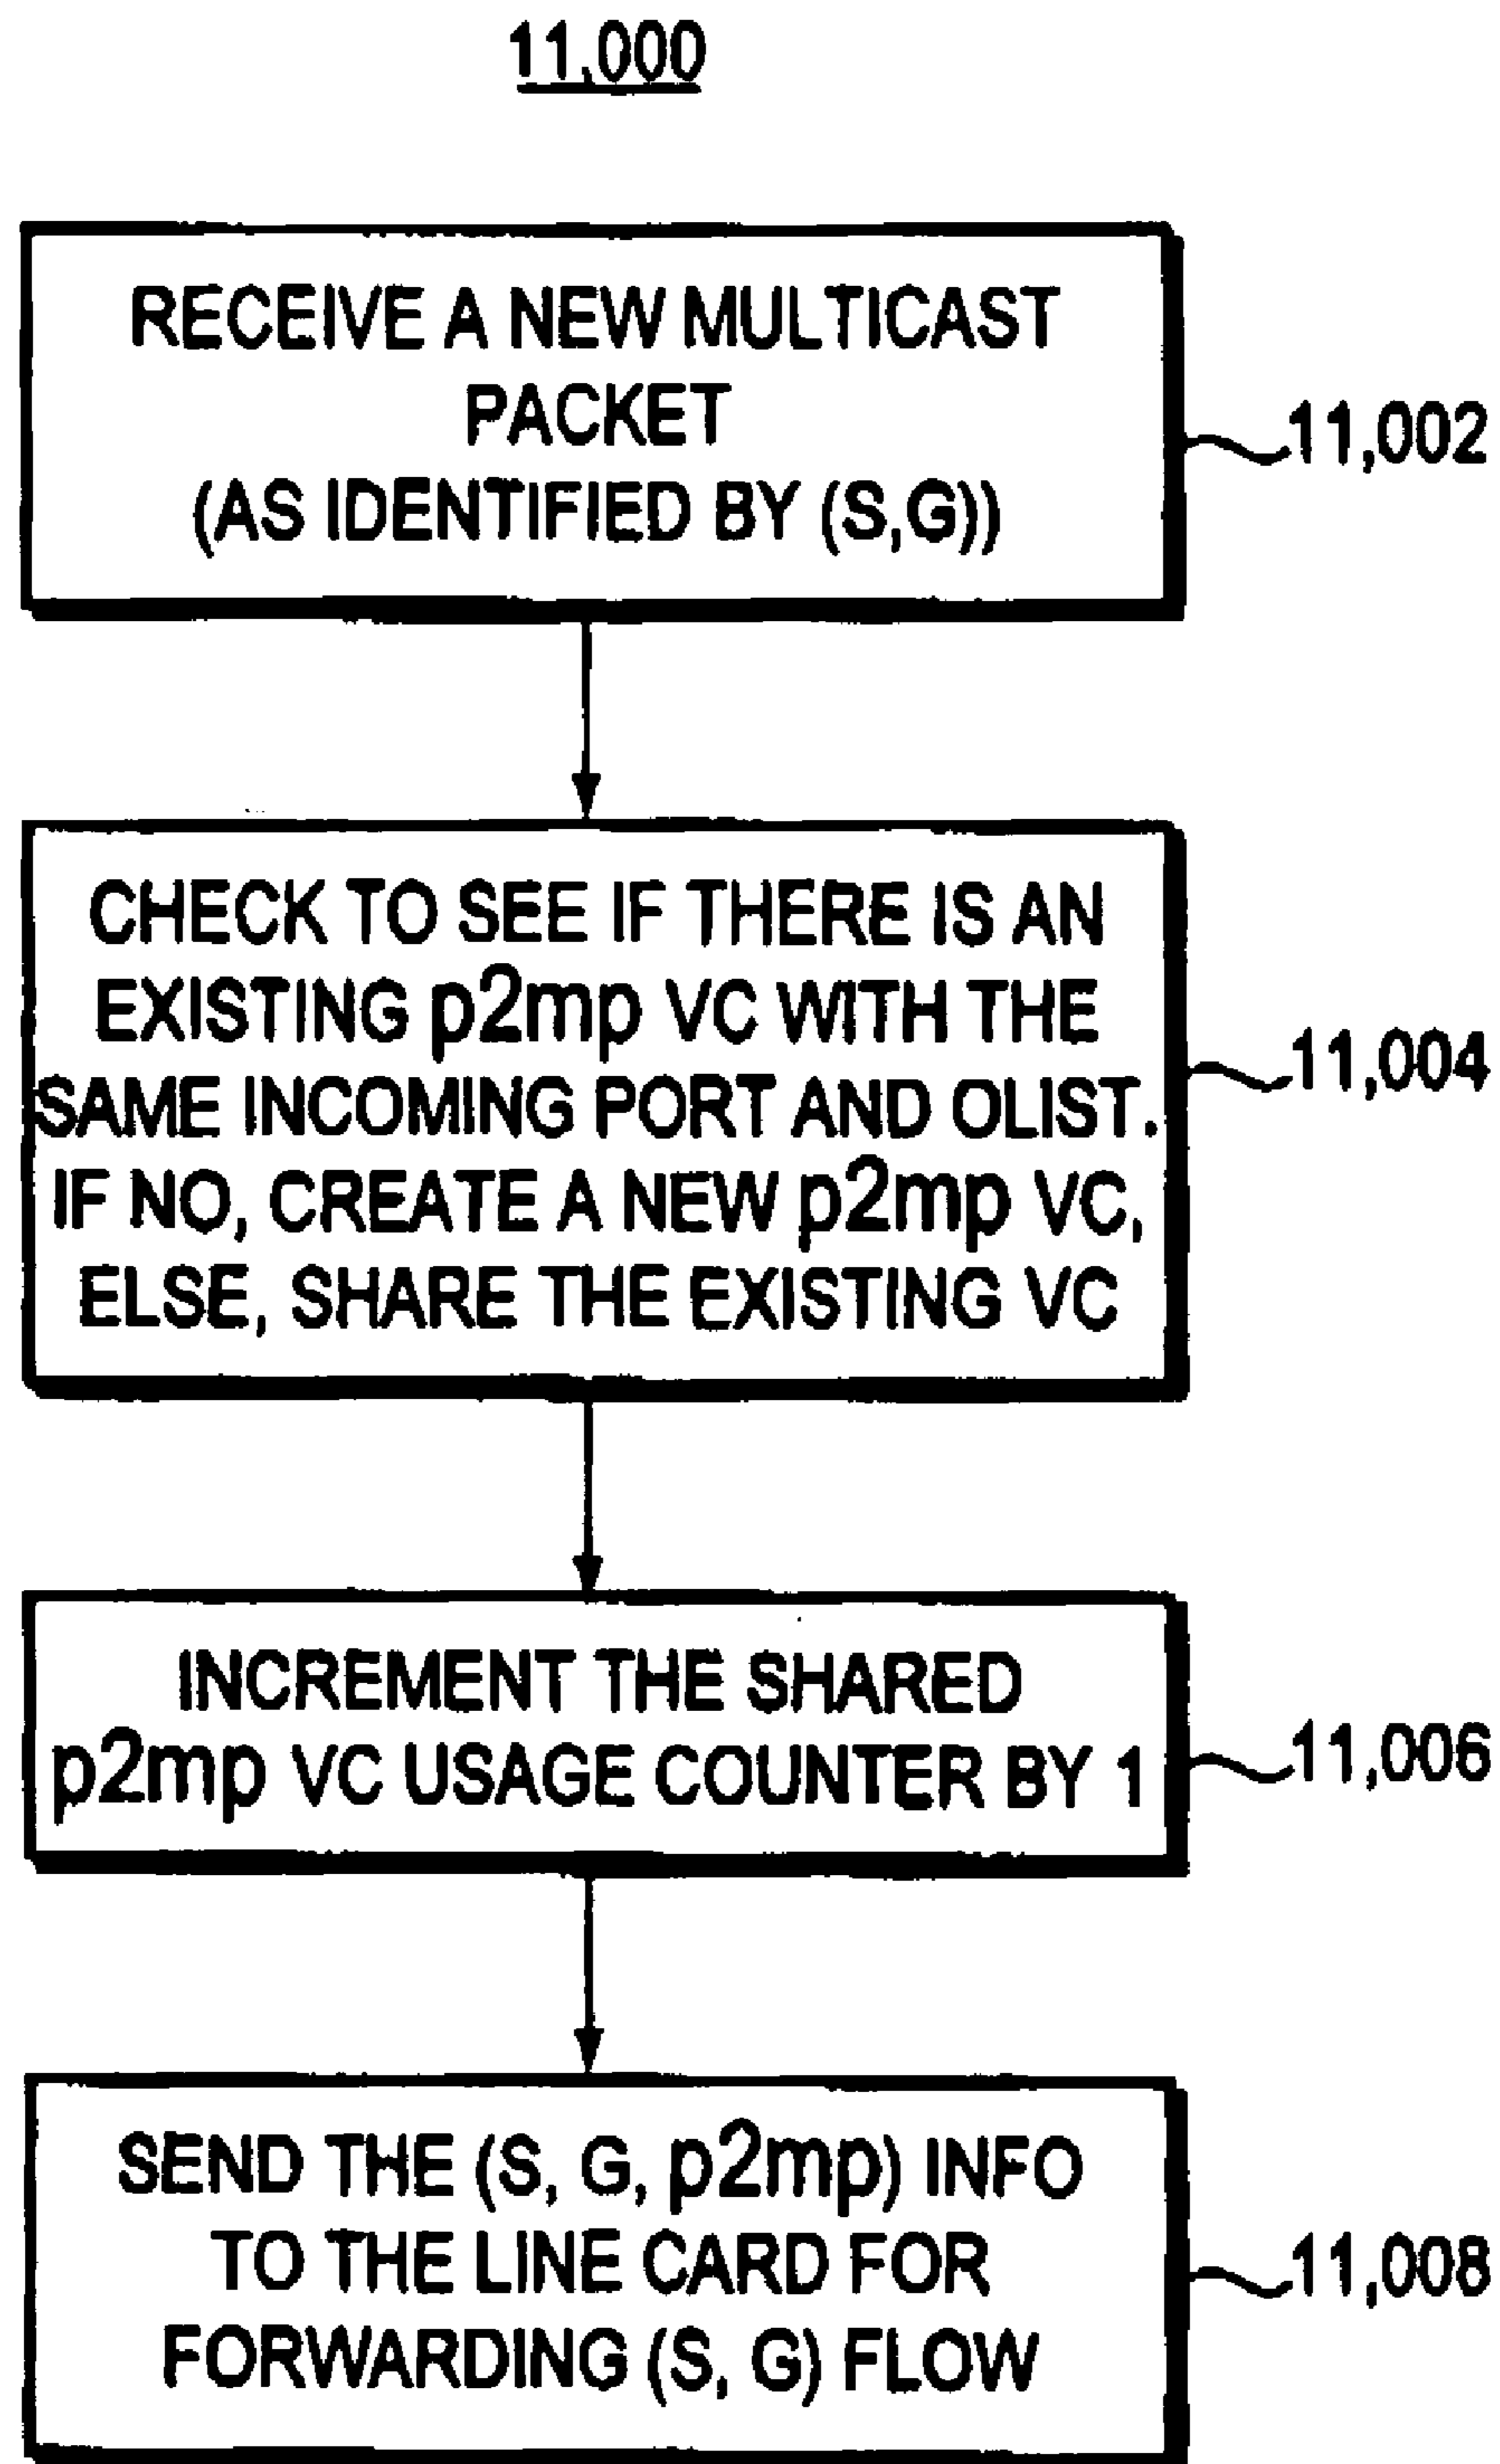 11,000
RECEIVE A NEW MULTICAST
PACKET
(AS IDENTIFIED BY (S,G))
11,002
CHECK TO SEE IF THERE IS AN
EXISTING p2mp VC WITH THE
SAME INCOMING PORT AND OLIST.
IF NO, CREATE A NEW p2mp VC,
ELSE, SHARE THE EXISTING VC
11,004
INCREMENT THE SHARED
p2mp VC USAGE COUNTER BY 1
11,006
SEND THE (S, G, p2mp) INFO
TO THE LINE CARD FOR
FORWARDING (S, G) FLOW
11,008